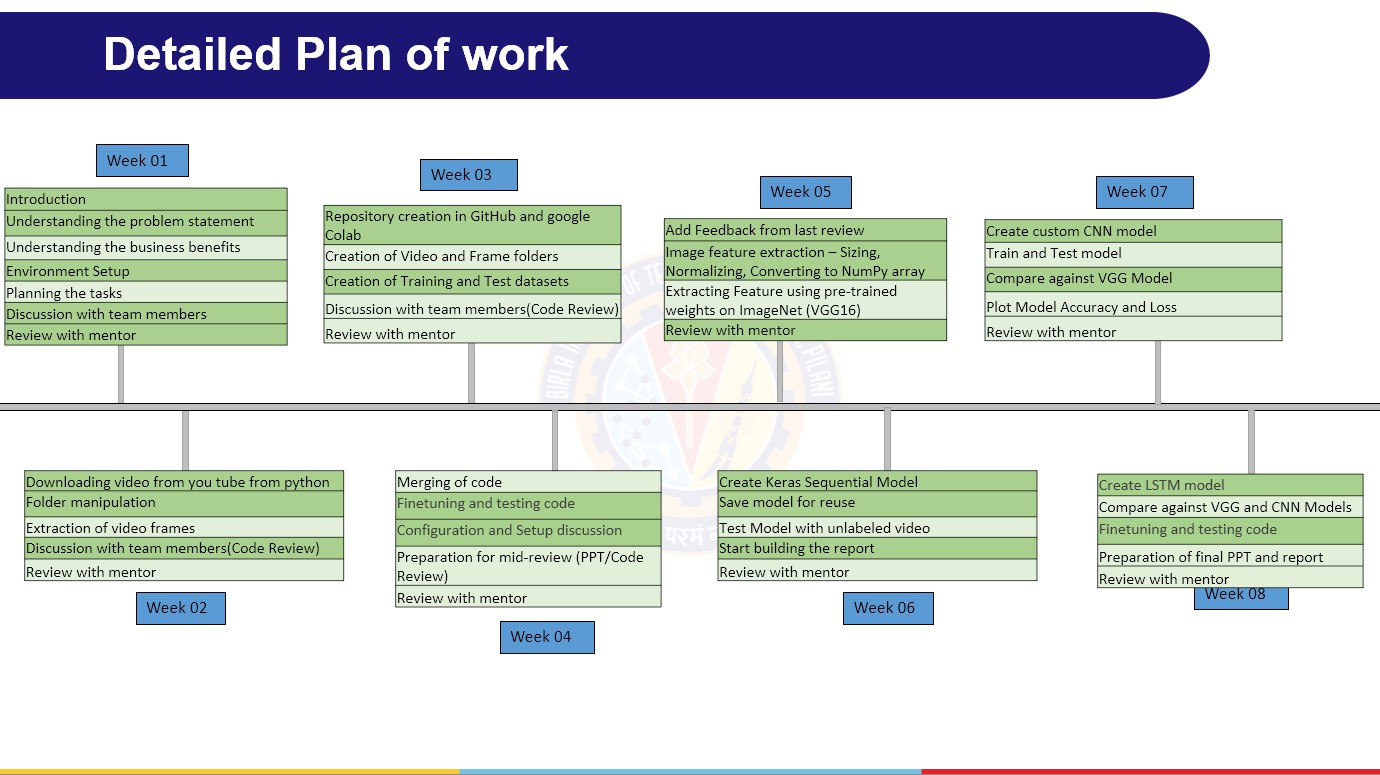 Detailed Plan of work
Week 01
Introduction
Understanding the problem statement
Understanding the business benefits
Environment Setup
Planning the tasks
Discussion with team members
Review with mentor
Week 03
Repository creation in GitHub and google
Colab
Creation of Video and Frame folders
Creation of Training and Test datasets
Discussion with team members(Code Review)
Review with mentor
Week 05
Add Feedback from last review
Image feature extraction – Sizing,
Normalizing, Converting to NumPy array
Extracting Feature using pre-trained
weights on ImageNet (VGG16)
Review with mentor
Week 07
Create custom CNN model
Train and Test model
Compare against VGG Model
Plot Model Accuracy and Loss
Review with mentor
Downloading video from you tube from python
Folder manipulation
Extraction of video frames
Discussion with team members(Code Review)
Review with mentor
Week 02
Merging of code
Finetuning and testing code
Configuration and Setup discussion
Preparation for mid-review (PPT/Code
Review)
Review with mentor
Week 04
Create Keras Sequential Model
Save model for reuse
Test Model with unlabeled video
Start building the report
Review with mentor
Week 06
Create LSTM model
Compare against VGG and CNN Models
Finetuning and testing code
Preparation of final PPT and report
Review with mentor
Week 08